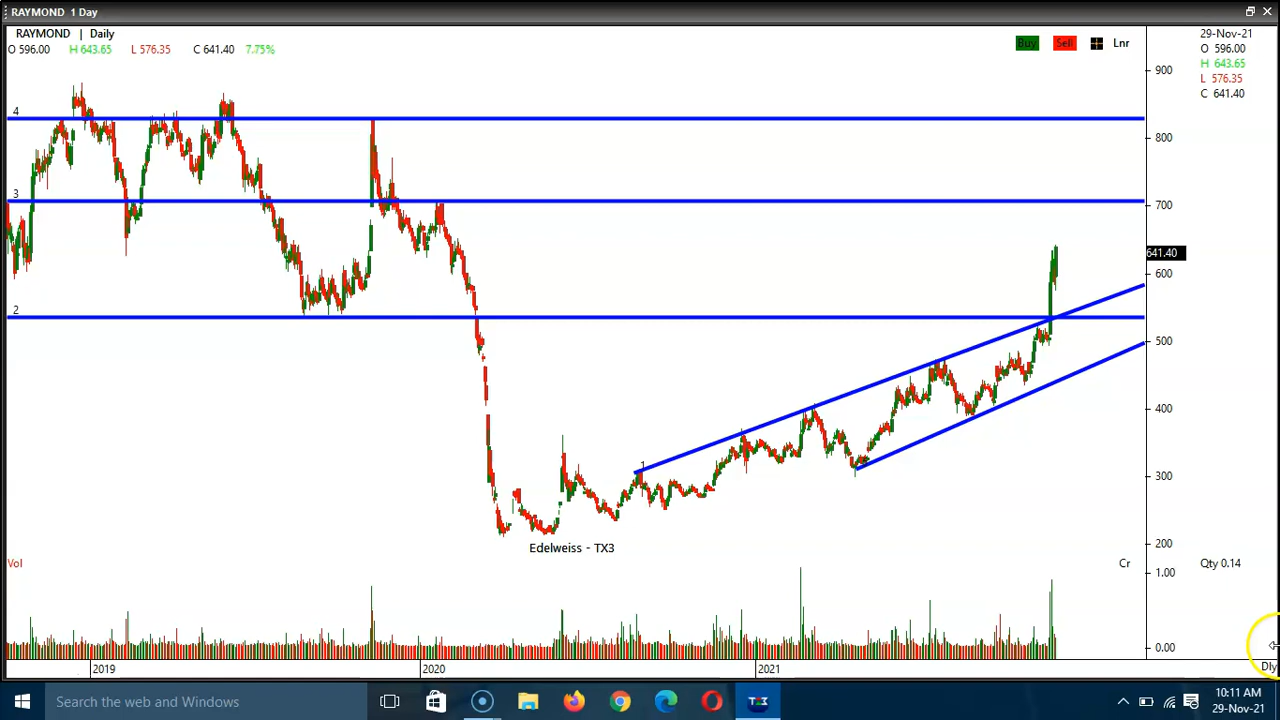 RAYMOND 1 Day
RAYMOND | Daily
O 596.00 H 643.65 L 576.35 C 641.40 7.75%
Buy Sell Lnr
29-Nov-21
O 596.00
H 643.65
L 576.35
C 641.40
900
4
800
3
700
641.40
600
2
500
400
1
300
200
Edelweiss - TX3
Vol
Cr
Qty 0.14
1.00
0.00
2019 2020 2021
Dly
Search the web and Windows
TX3
10:11 AM
29-Nov-21